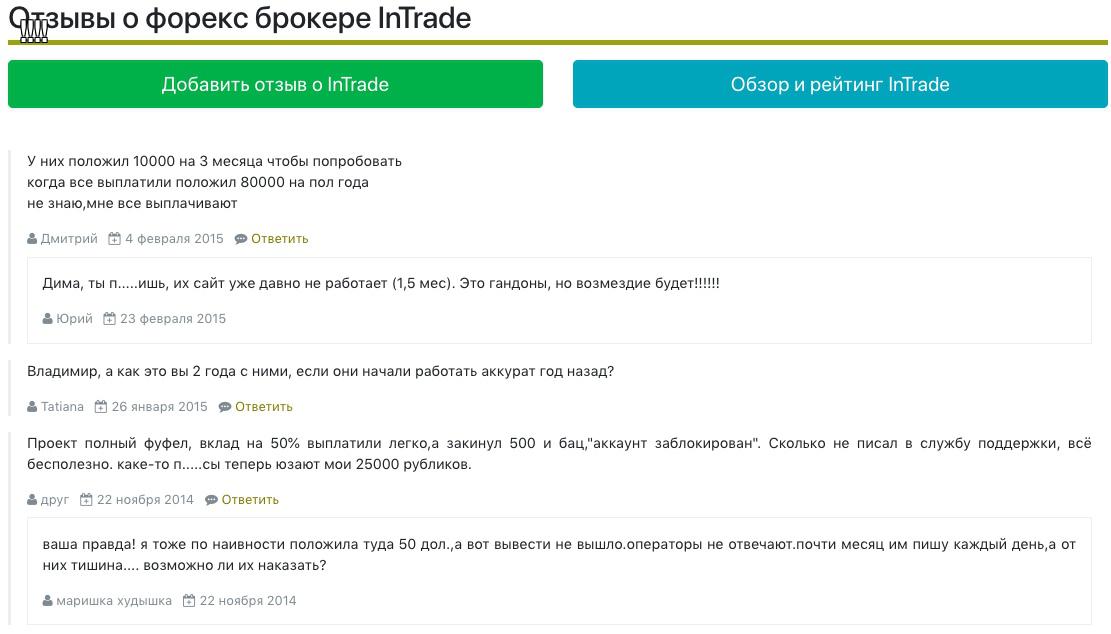 Отзывы о форекс брокере InTrade
Добавить отзыв о InTrade
Обзор и рейтинг InTrade
У них положил 10000 на 3 месяца чтобы попробовать
когда все выплатили положил 80000 на пол года
не знаю,мне все выплачивают
Дмитрий 4 февраля 2015 Ответить
Дима, ты п.....ишь, их сайт уже давно не работает (1,5 мес). Это гандоны, но возмездие будет!!!!!!
Юрий 23 февраля 2015
Владимир, а как это вы 2 года с ними, если они начали работать аккурат год назад?
Tatiana 26 января 2015 Ответить
Проект полный фуфел, вклад на 50% выплатили легко,а закинул 500 и бац,"аккаунт заблокирован". Сколько не писал в службу поддержки, всё
бесполезно. каке-то п.....сы теперь юзают мои 25000 рубликов.
друг 22 ноября 2014 Ответить
ваша правда! я тоже по наивности положила туда 50 дол.,а вот вывести не вышло.операторы не отвечают.почти месяц им пишу каждый день,а от
них тишина.... возможно ли их наказать?
маришка худышка 22 ноября 2014